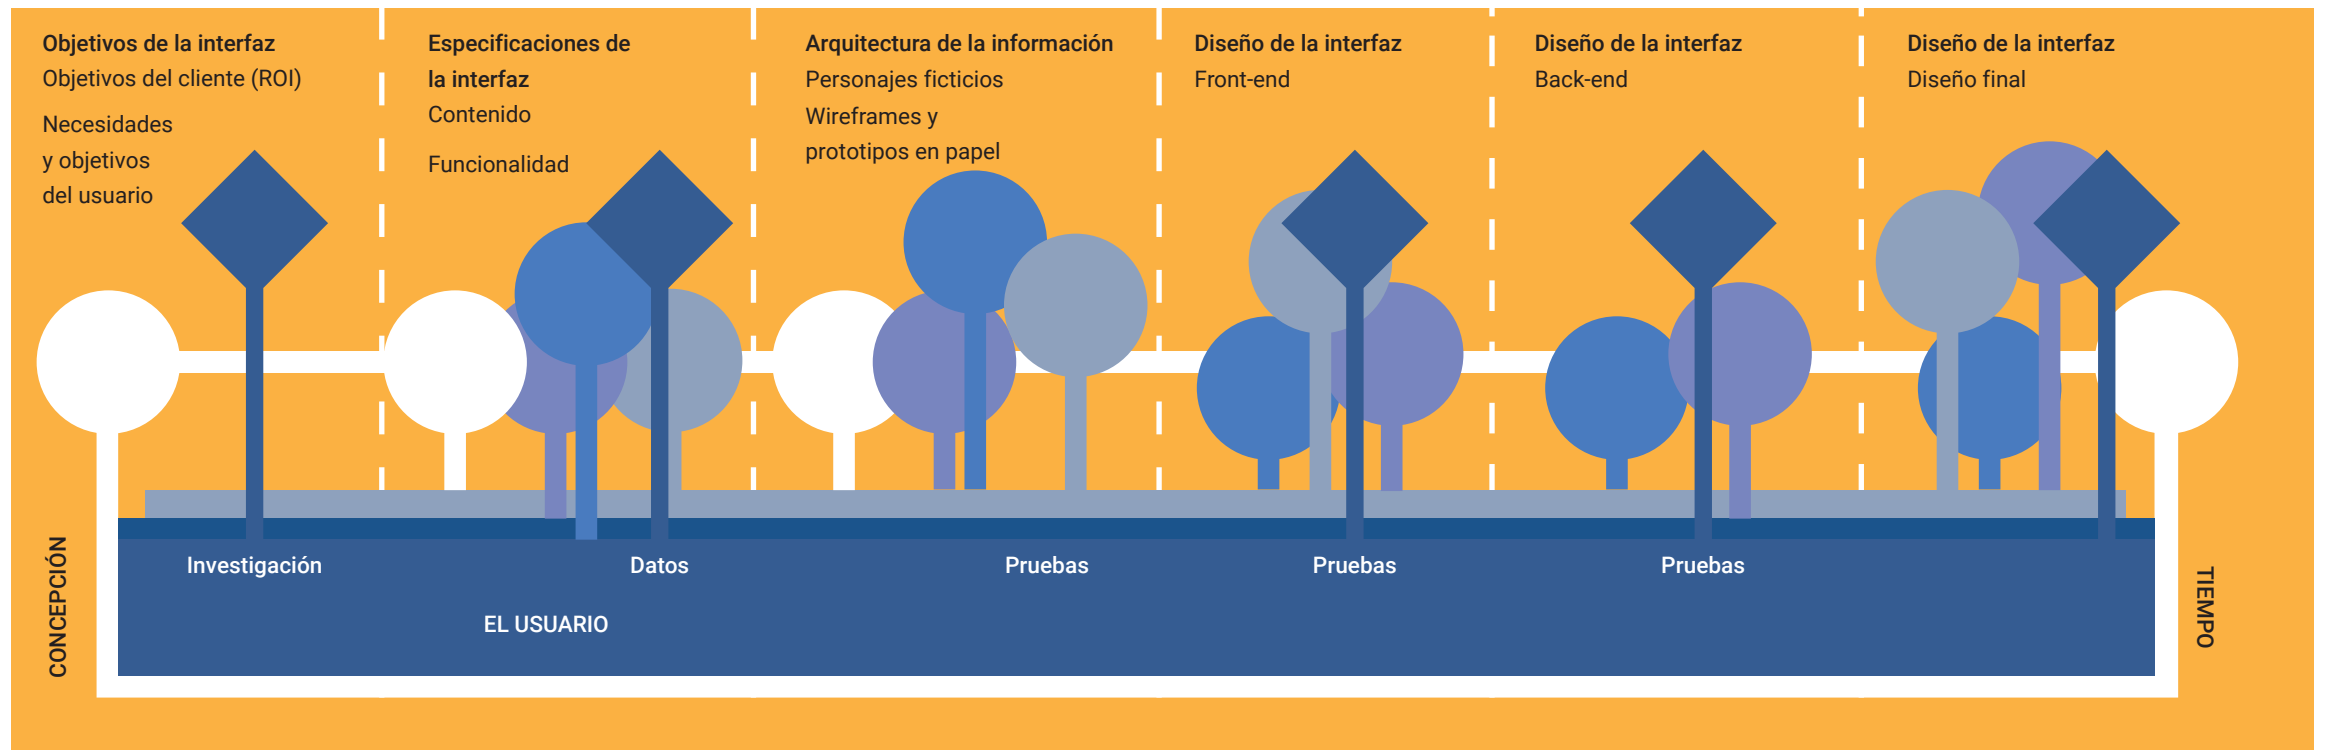 Objetivos de la interfaz
Objetivos del cliente (ROI)
Necesidades
y objetivos
del usuario
Especificaciones de
la interfaz
Contenido
Funcionalidad
Arquitectura de la información
Personajes ficticios
Wireframes y
prototipos en papel
Diseño de la interfaz
Front-end
Diseño de la interfaz
Back-end
Diseño de la interfaz
Diseño final
CONCEPCIÓN
Investigación
Datos
Pruebas
Pruebas
Pruebas
EL USUARIO
TIEMPO